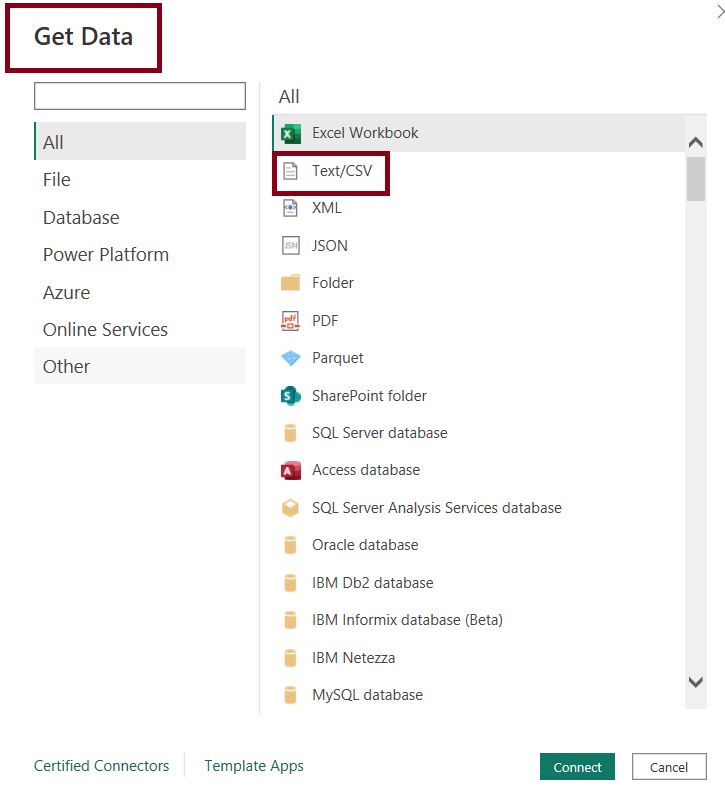 Get Data
All
File
Database
Power Platform
Azure
Online Services
Other
All
Excel Workbook
Text/CSV
XML
JSON
Folder
PDF
Parquet
SharePoint folder
SQL Server database
Access database
SQL Server Analysis Services database
Oracle database
IBM Db2 database
IBM Informix database (Beta)
IBM Netezza
MySQL database
Certified Connectors
Template Apps
Connect
Cancel